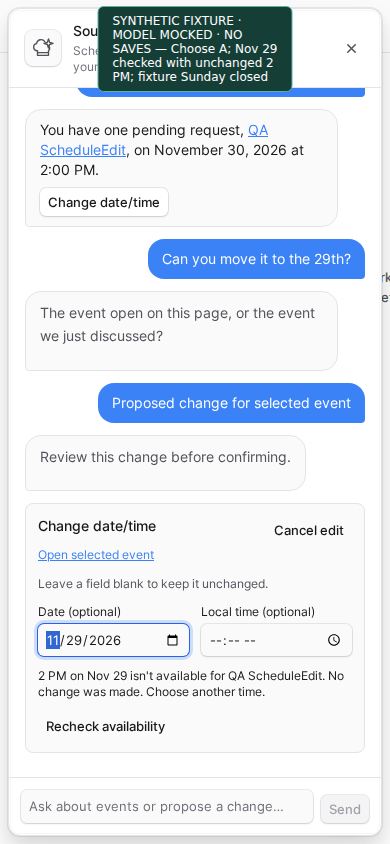 SYNTHETIC FIXTURE ·
MODEL MOCKED · NO
SAVES — Choose A; Nov 29
checked with unchanged 2
PM; fixture Sunday closed
You have one pending request, QA
ScheduleEdit, on November 30, 2026 at
2:00 PM.
Change date/time
Can you move it to the 29th?
The event open on this page, or the event
we just discussed?
Proposed change for selected event
Review this change before confirming.
Change date/time
Cancel edit
Open selected event
Leave a field blank to keep it unchanged.
Date (optional)
Local time (optional)
11/29/2026
--:-- --
2 PM on Nov 29 isn't available for QA ScheduleEdit. No
change was made. Choose another time.
Recheck availability
Ask about events or propose a change…
Send